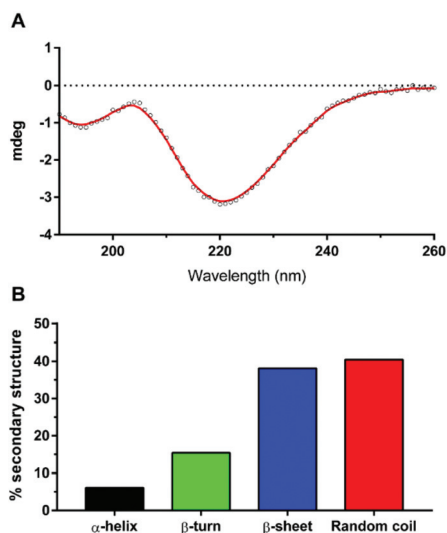 A
mdeg
1
0
-1
-2
-3
-4
200 220 240 260
Wavelength (nm)
B
% secondary structure
50
40
30
20
10
0
α-helix β-turn β-sheet Random coil